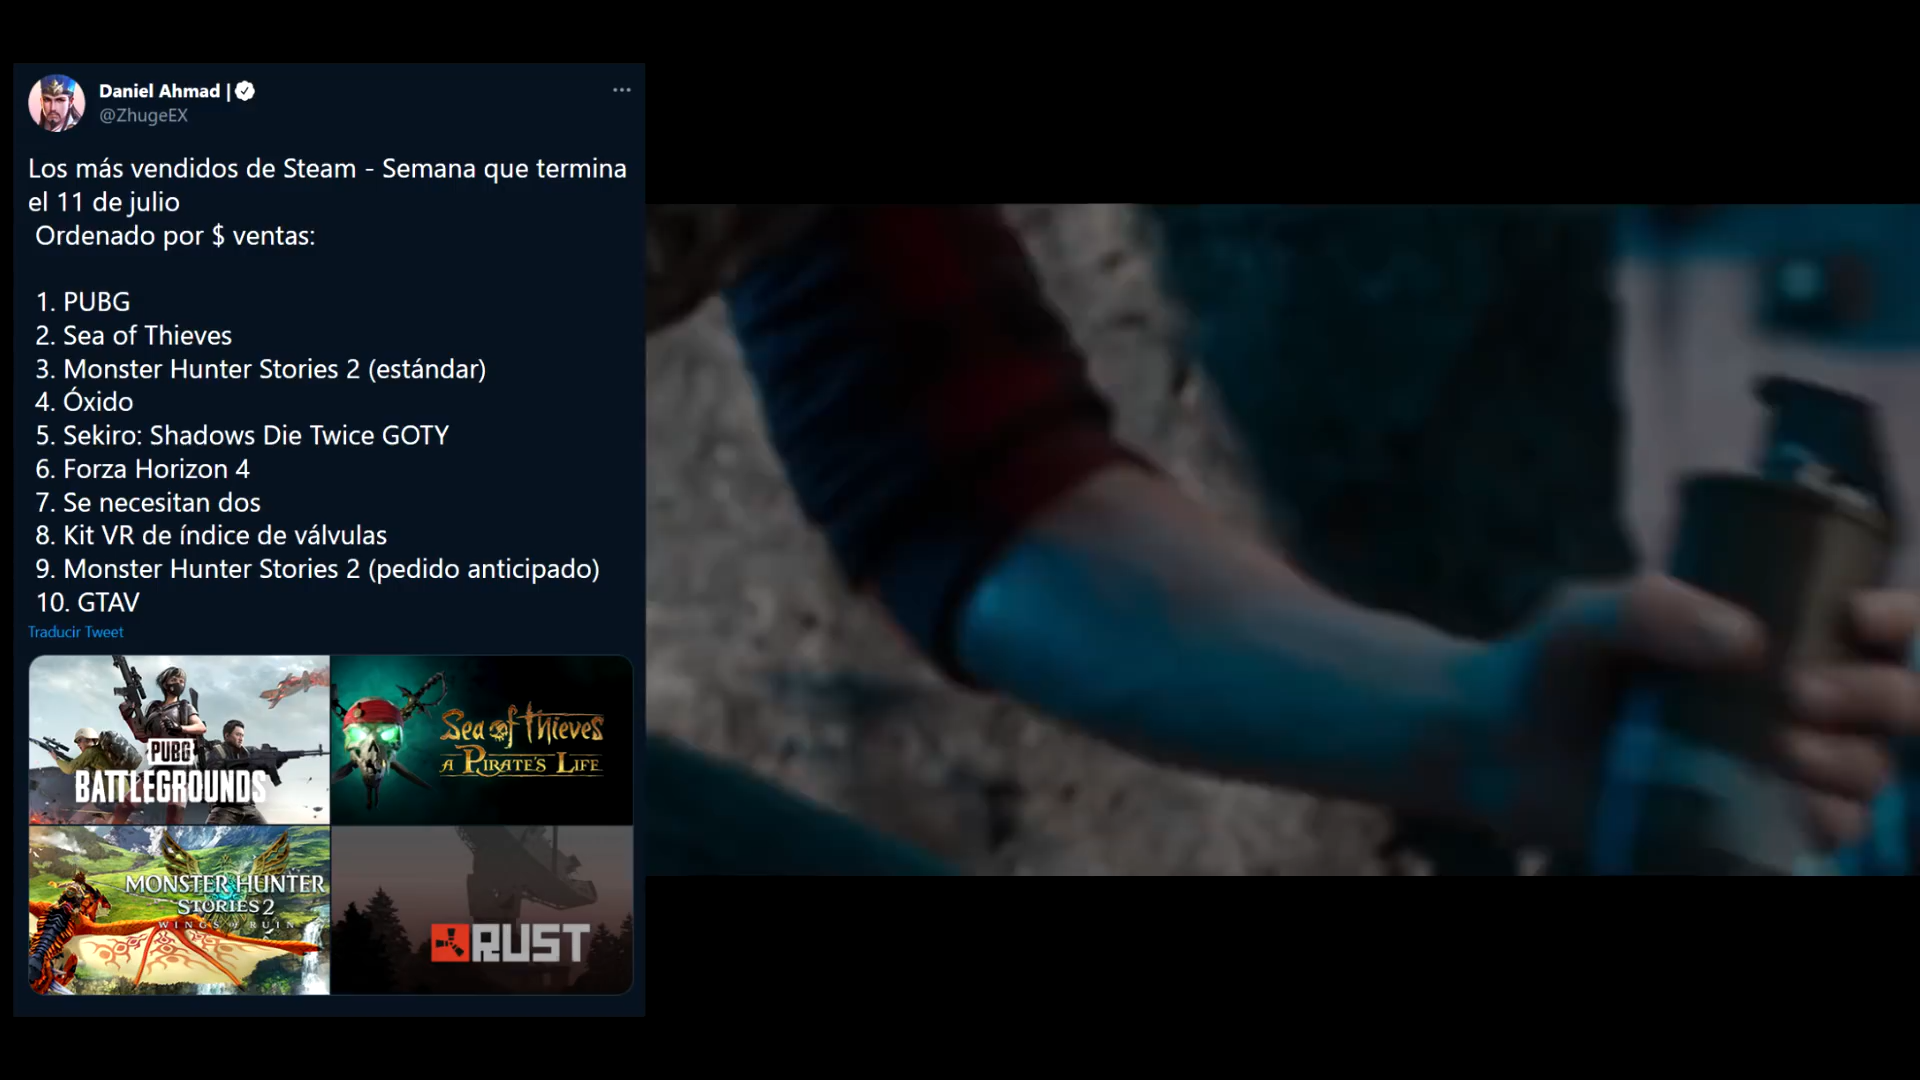 Daniel Ahmad |
@ZhugeEX
Los más vendidos de Steam - Semana que termina
el 11 de julio
Ordenado por $ ventas:
1. PUBG
2. Sea of Thieves
3. Monster Hunter Stories 2 (estándar)
4. Óxido
5. Sekiro: Shadows Die Twice GOTY
6. Forza Horizon 4
7. Se necesitan dos
8. Kit VR de índice de válvulas
9. Monster Hunter Stories 2 (pedido anticipado)
10. GTAV
Traducir Tweet
PUBG
BATTLEGROUNDS
Sea of Thieves
A PIRATE'S LIFE
MONSTER HUNTER
STORIES 2
WINGS of RUIN
RUST